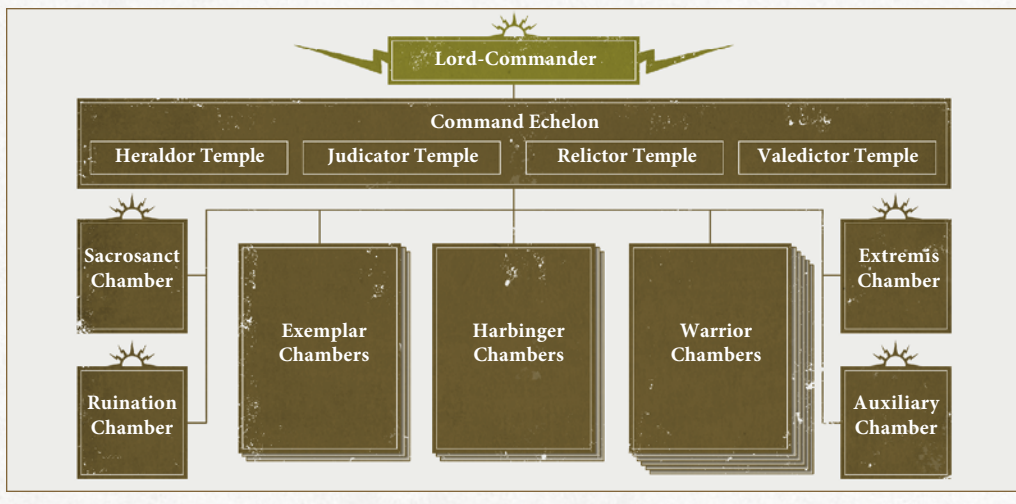 Lord-Commander
Command Echelon
Heraldor Temple
Judicator Temple
Relictor Temple
Valedictor Temple
Sacrosanct
Chamber
Exemplar
Chambers
Harbinger
Chambers
Warrior
Chambers
Extremis
Chamber
Ruination
Chamber
Auxiliary
Chamber